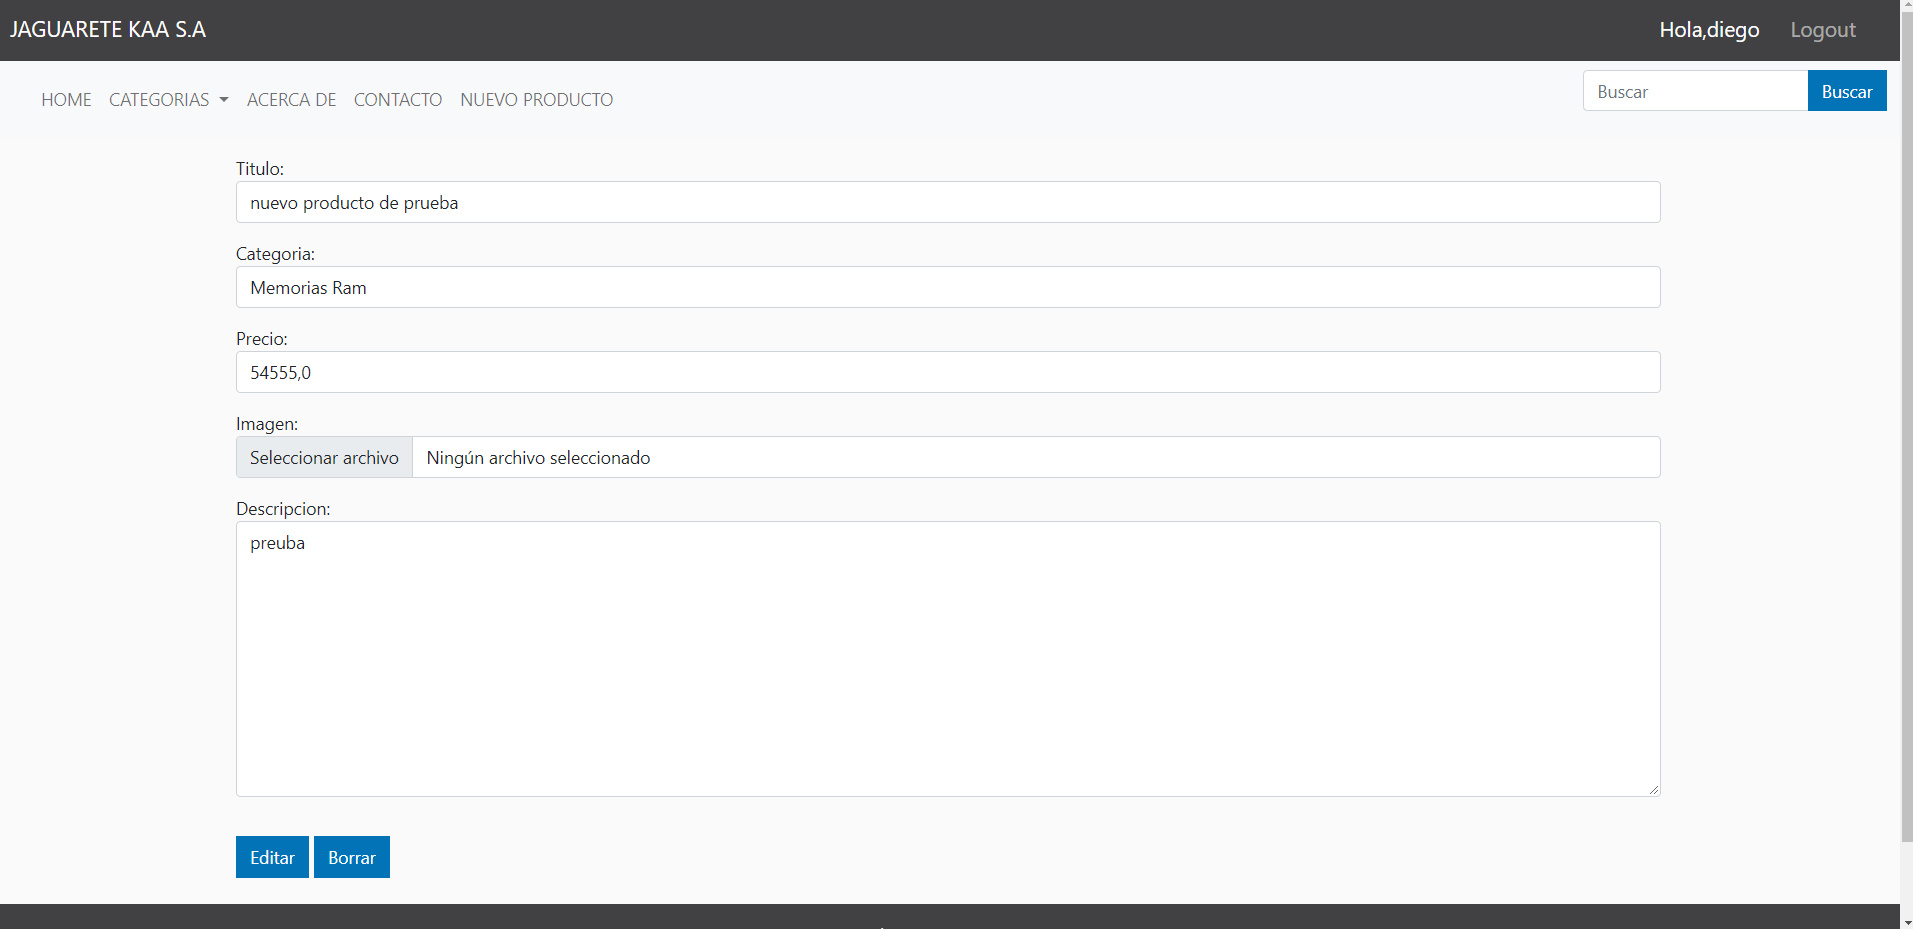 JAGUARETE KAA S.A
Hola,diego Logout
HOME CATEGORIAS ACERCA DE CONTACTO NUEVO PRODUCTO
Buscar Buscar
Titulo:
nuevo producto de prueba
Categoria:
Memorias Ram
Precio:
54555,0
Imagen:
Seleccionar archivo Ningún archivo seleccionado
Descripcion:
preuba
Editar Borrar